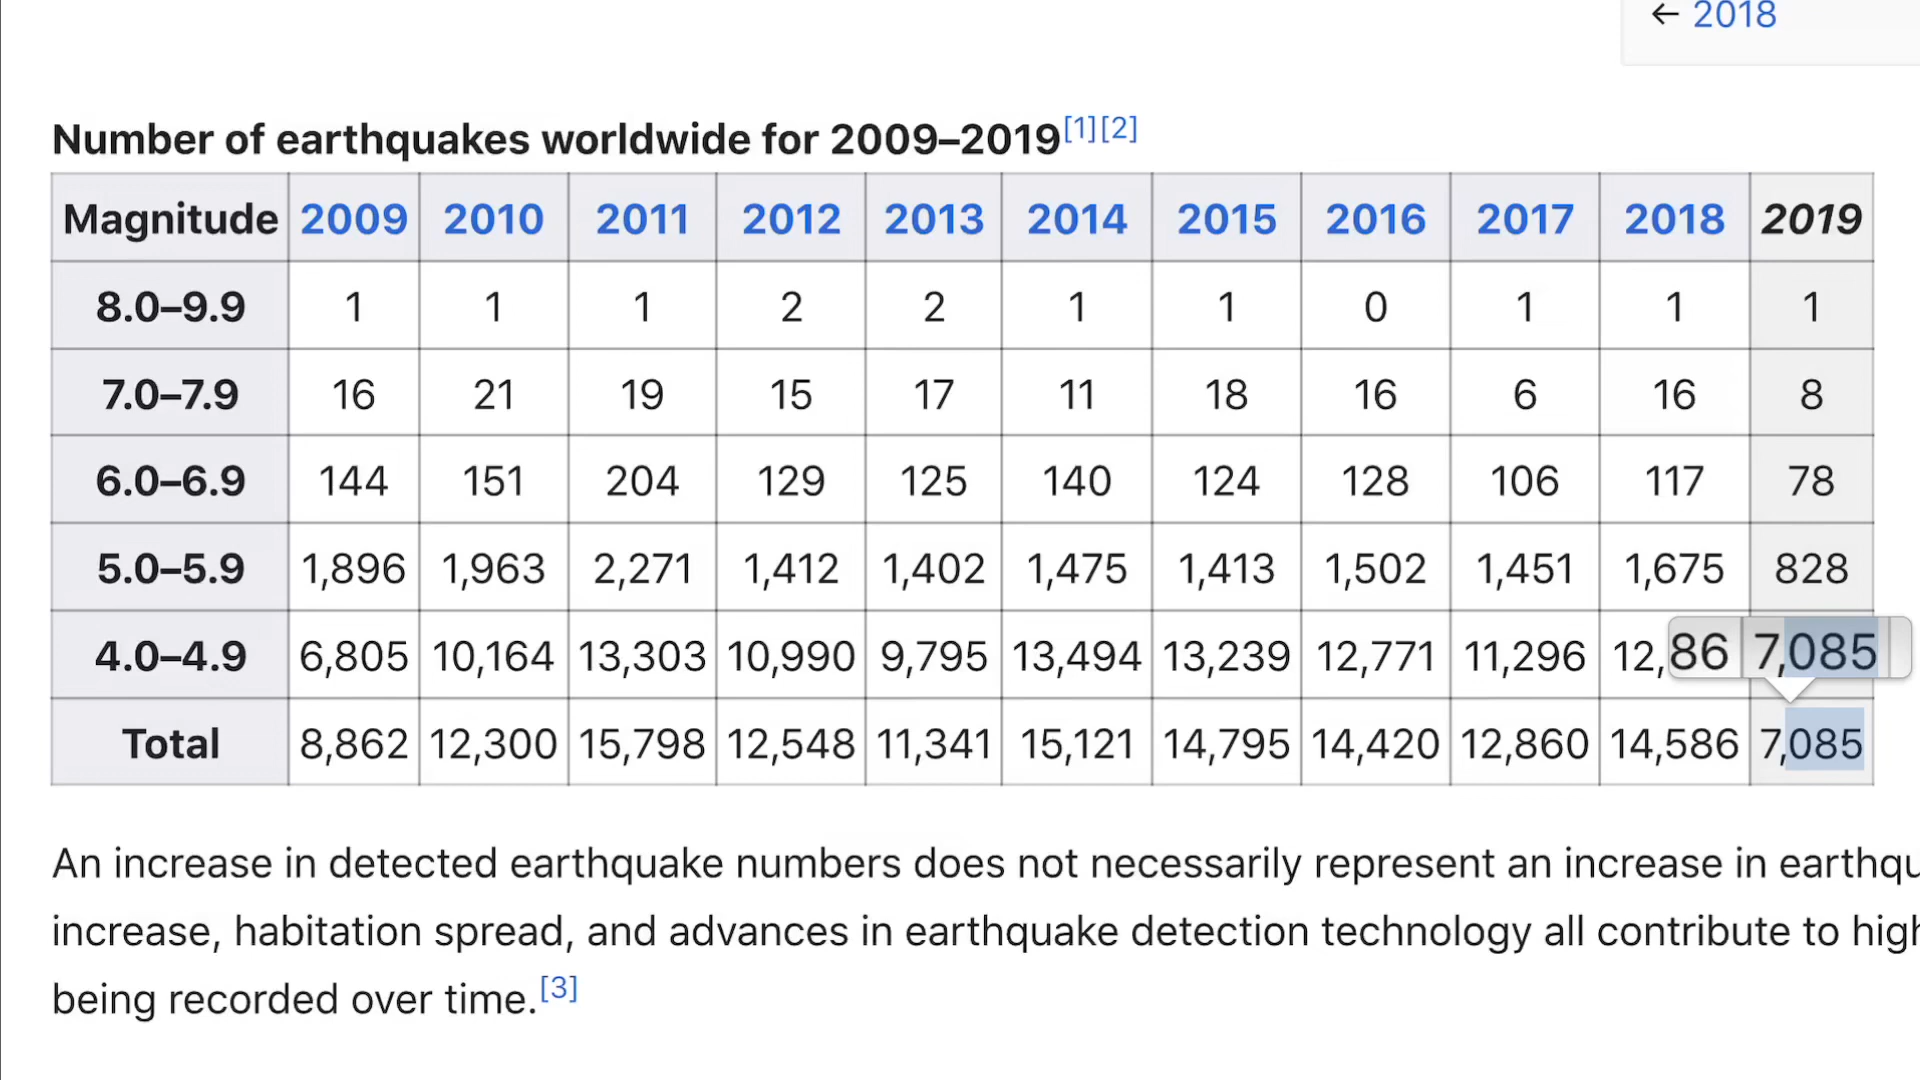 ← 2018
Number of earthquakes worldwide for 2009–2019[1][2]
Magnitude 2009 2010 2011 2012 2013 2014 2015 2016 2017 2018 2019
8.0–9.9 1 1 1 2 2 1 1 0 1 1 1
7.0–7.9 16 21 19 15 17 11 18 16 6 16 8
6.0–6.9 144 151 204 129 125 140 124 128 106 117 78
5.0–5.9 1,896 1,963 2,271 1,412 1,402 1,475 1,413 1,502 1,451 1,675 828
4.0–4.9 6,805 10,164 13,303 10,990 9,795 13,494 13,239 12,771 11,296 12, 86 7,085
Total 8,862 12,300 15,798 12,548 11,341 15,121 14,795 14,420 12,860 14,586 7,085
An increase in detected earthquake numbers does not necessarily represent an increase in earthqu
increase, habitation spread, and advances in earthquake detection technology all contribute to high
being recorded over time.[3]